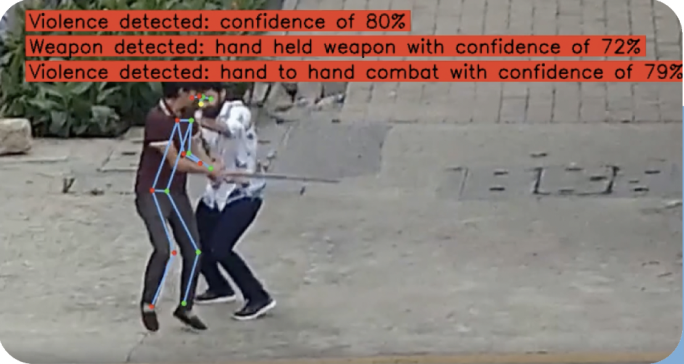 Violence detected: confidence of 80%
Weapon detected: hand held weapon with confidence of 72%
Violence detected: hand to hand combat with confidence of 79%